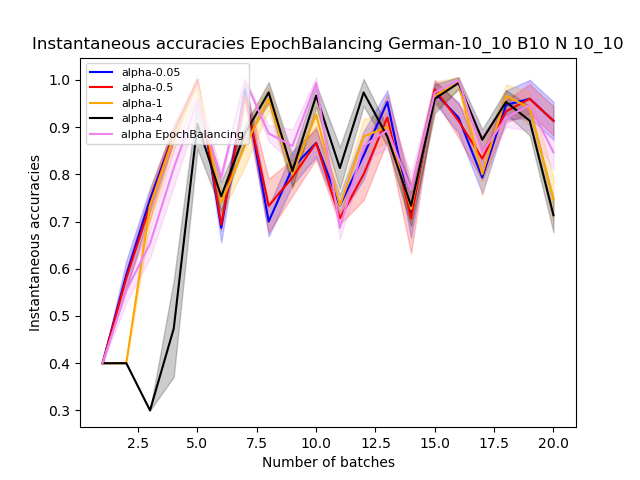 Instantaneous accuracies EpochBalancing German-10_10 B10 N 10_10
alpha-0.05
alpha-0.5
alpha-1
alpha-4
alpha EpochBalancing
Instantaneous accuracies
1.0
0.9
0.8
0.7
0.6
0.5
0.4
0.3
2.5 5.0 7.5 10.0 12.5 15.0 17.5 20.0
Number of batches